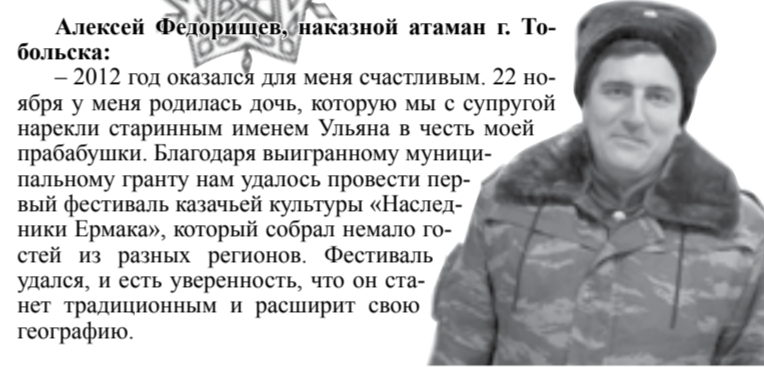 Алексей Федорищев, наказной атаман г. То-
больска:
– 2012 год оказался для меня счастливым. 22 но-
ября у меня родилась дочь, которую мы с супругой
нарекли старинным именем Ульяна в честь моей
прабабушки. Благодаря выигранному муници-
пальному гранту нам удалось провести пер-
вый фестиваль казачьей культуры «Наслед-
ники Ермака», который собрал немало го-
стей из разных регионов. Фестиваль
удался, и есть уверенность, что он ста-
нет традиционным и расширит свою
географию.